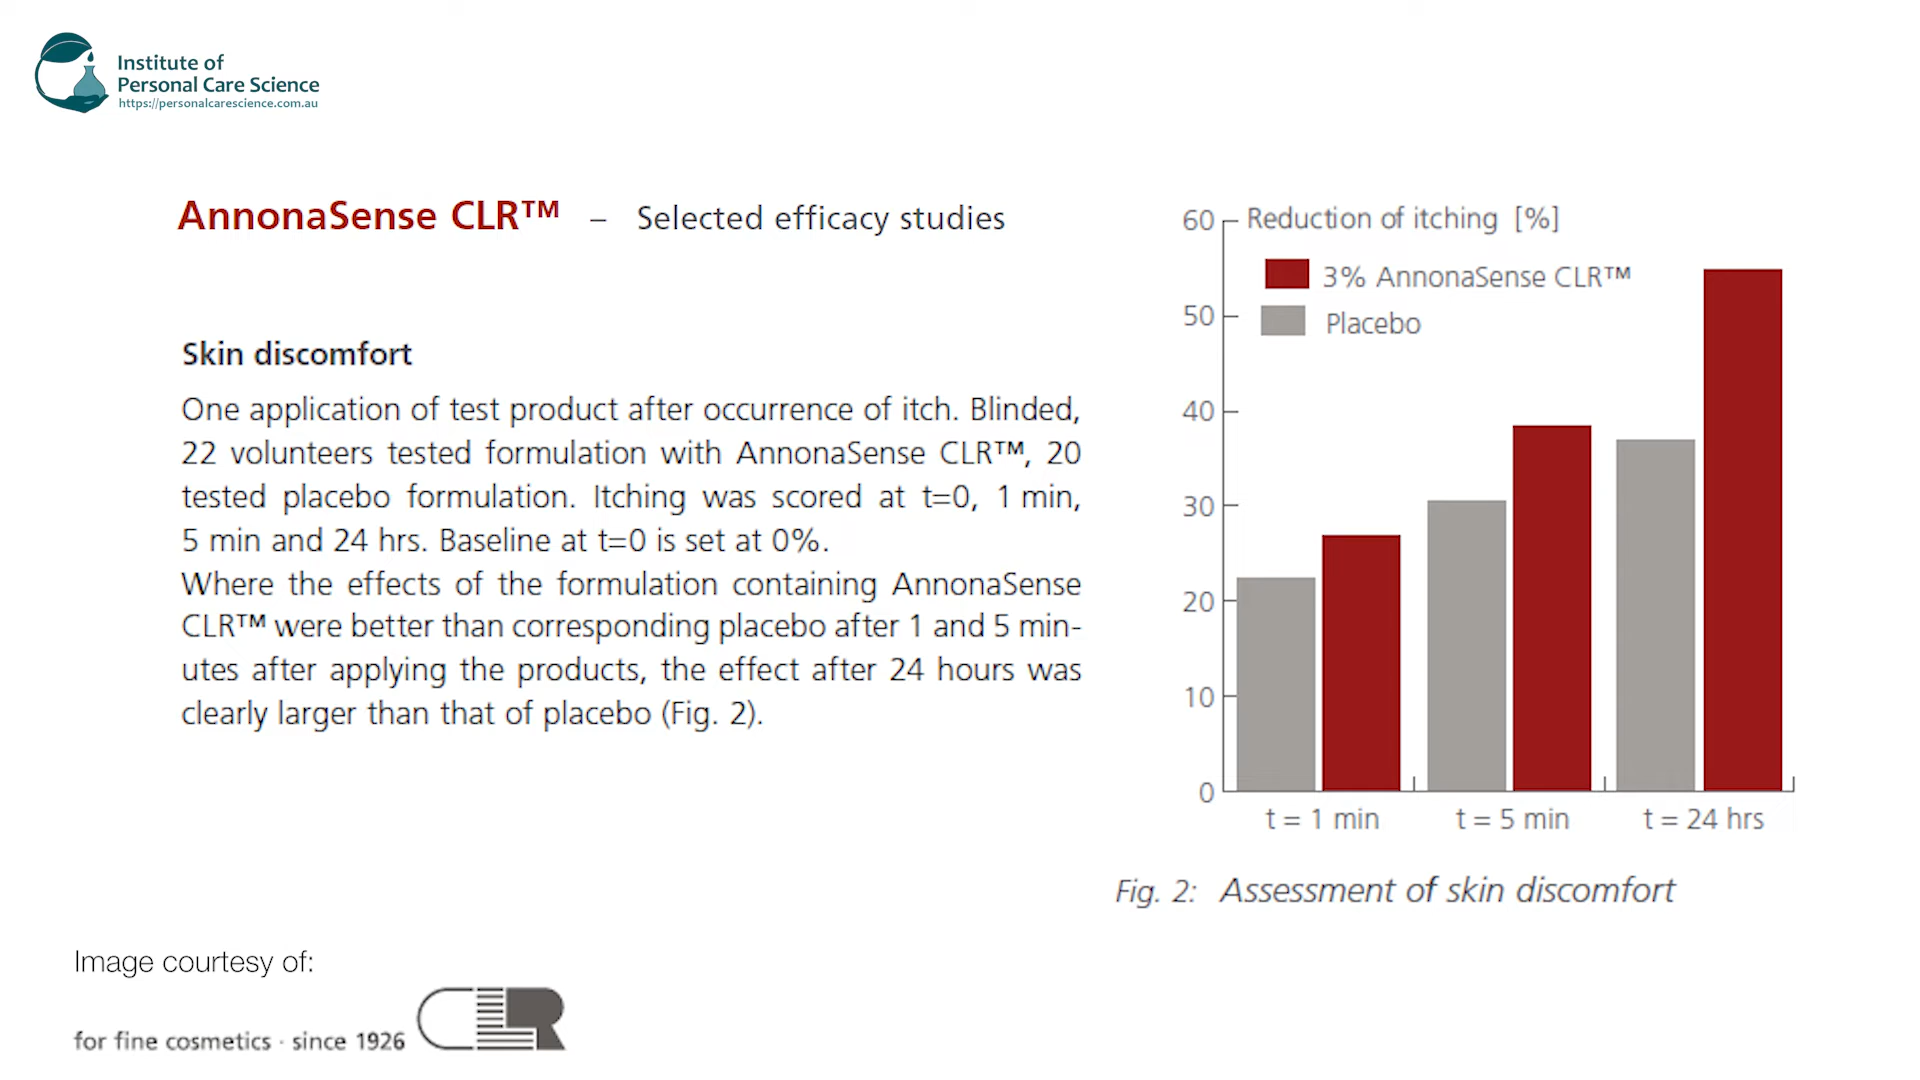 Institute of
Personal Care Science
https://personalcarescience.com.au
AnnonaSense CLR™ – Selected efficacy studies
Skin discomfort
One application of test product after occurrence of itch. Blinded,
22 volunteers tested formulation with AnnonaSense CLR™, 20
tested placebo formulation. Itching was scored at t=0, 1 min,
5 min and 24 hrs. Baseline at t=0 is set at 0%.
Where the effects of the formulation containing AnnonaSense
CLR™ were better than corresponding placebo after 1 and 5 min-
utes after applying the products, the effect after 24 hours was
clearly larger than that of placebo (Fig. 2).
Reduction of itching [%]
3% AnnonaSense CLR™
Placebo
60
50
40
30
20
10
0
t = 1 min t = 5 min t = 24 hrs
Fig. 2: Assessment of skin discomfort
Image courtesy of:
for fine cosmetics · since 1926
CLR